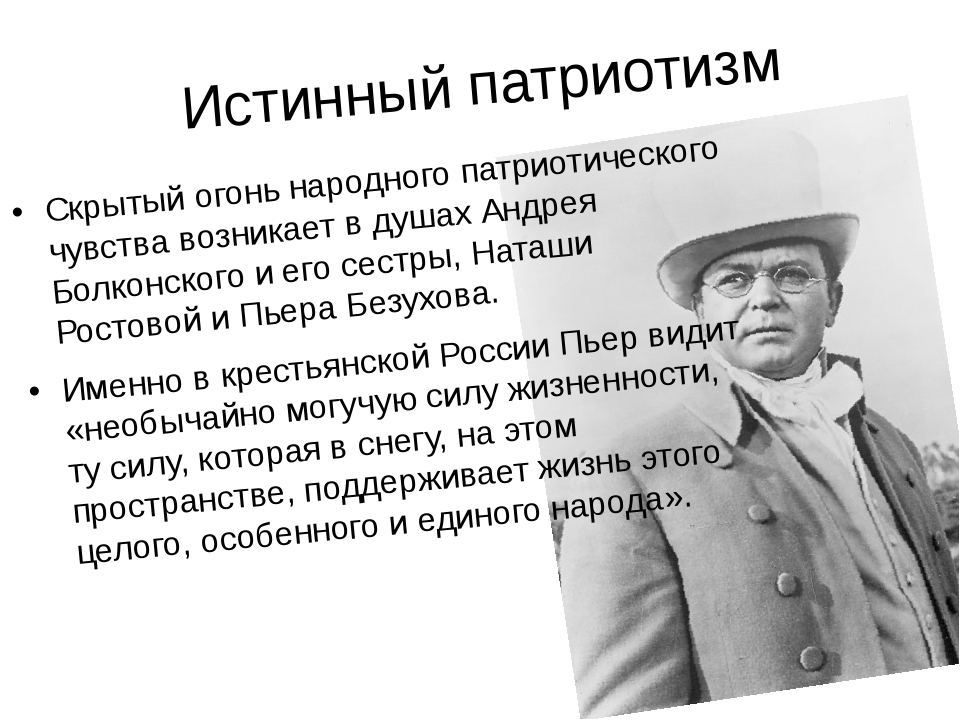 Истинный патриотизм
• Скрытый огонь народного патриотического
чувства возникает в душах Андрея
Болконского и его сестры, Наташи
Ростовой и Пьера Безухова.
• Именно в крестьянской России Пьер видит
«необычайно могучую силу жизненности,
ту силу, которая в снегу, на этом
пространстве, поддерживает жизнь этого
целого, особенного и единого народа».